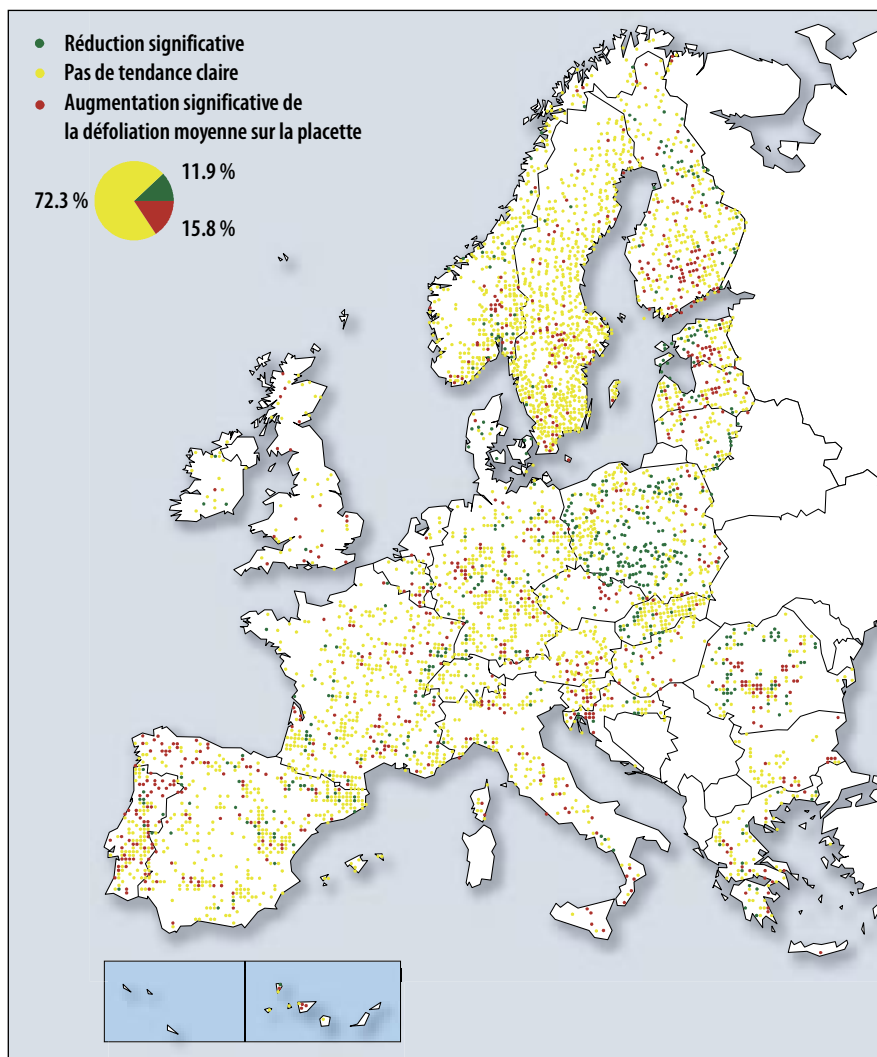 Réduction significative
Pas de tendance claire
Augmentation significative de
la défoliation moyenne sur la placette
11.9 %
72.3 %
15.8 %